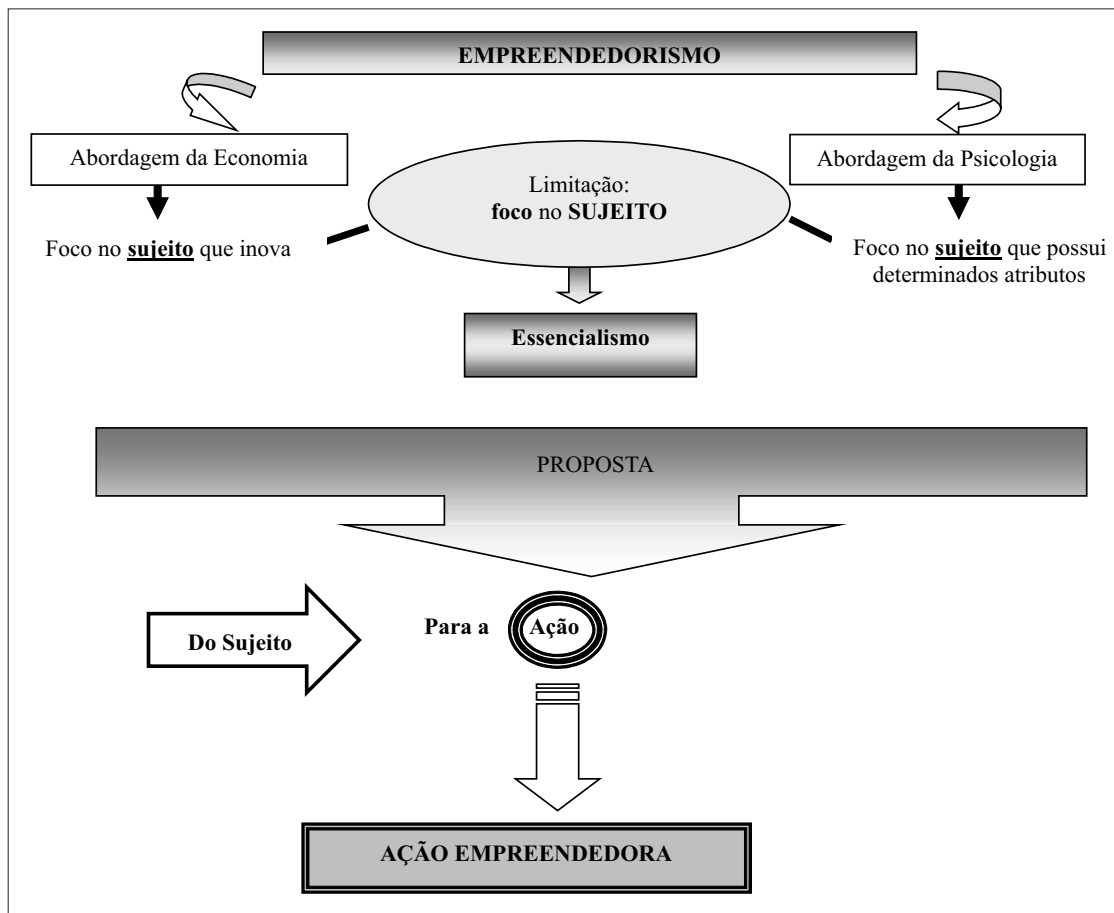 EMPREENDEDORISMO
Abordagem da Economia
Abordagem da Psicologia
Limitação:
foco no SUJEITO
Foco no sujeito que inova
Foco no sujeito que possui
determinados atributos
Essencialismo
PROPOSTA
Do Sujeito
Para a
Ação
AÇÃO EMPREENDEDORA